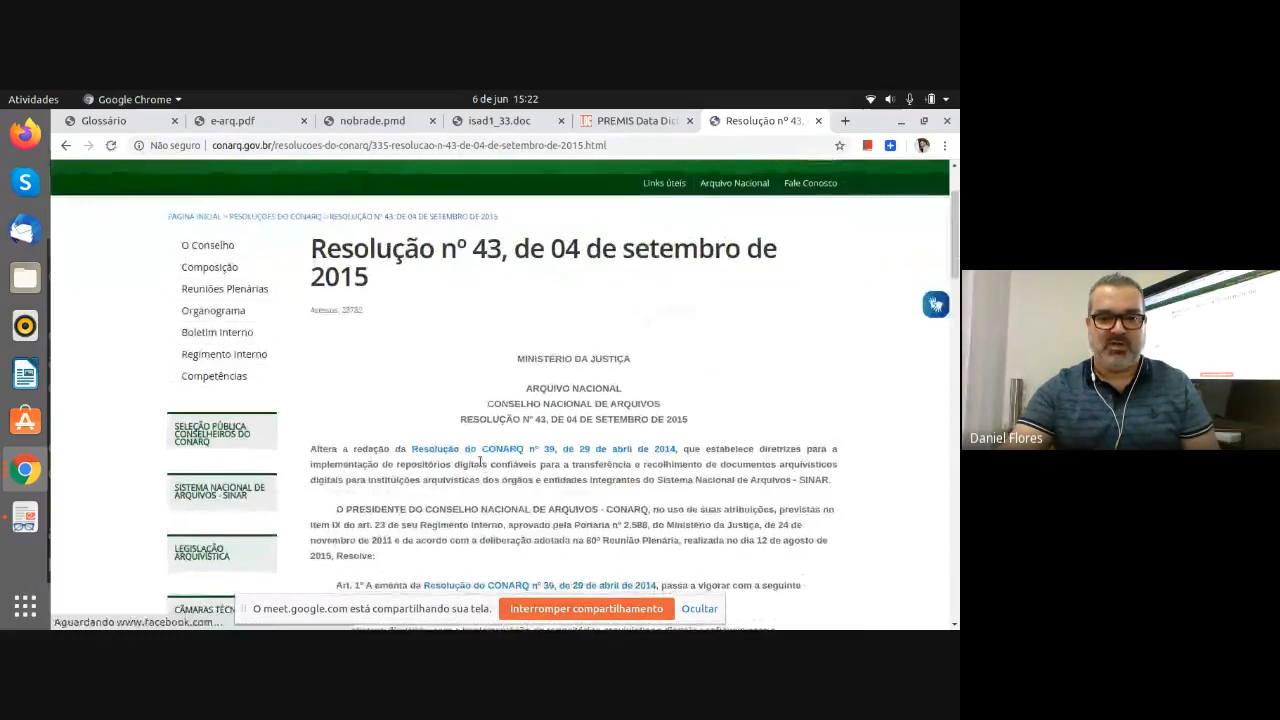 Atividades
Google Chrome
6 de jun 15:22
Glossário
e-arq.pdf
nobrade.pmd
isad1_33.doc
PREMIS Data Dic
Resolução nº 43,
Não seguro
conarq.gov.br/resolucoes-do-conarq/335-resolucao-n-43-de-04-de-setembro-de-2015.html
Links úteis
Arquivo Nacional
Fale Conosco
PÁGINA INICIAL > RESOLUÇÕES DO CONARQ > RESOLUÇÃO Nº 43, DE 04 DE SETEMBRO DE 2015
O Conselho
Composição
Reuniões Plenárias
Organograma
Boletim Interno
Regimento Interno
Competências
SELEÇÃO PÚBLICA
CONSELHEIROS DO
CONARQ
SISTEMA NACIONAL DE
ARQUIVOS - SINAR
LEGISLAÇÃO
ARQUIVÍSTICA
CÂMARAS TÉCN
Resolução nº 43, de 04 de setembro de
2015
MINISTÉRIO DA JUSTIÇA
ARQUIVO NACIONAL
CONSELHO NACIONAL DE ARQUIVOS
RESOLUÇÃO Nº 43, DE 04 DE SETEMBRO DE 2015
Altera a redação da Resolução do CONARQ nº 39, de 29 de abril de 2014, que estabelece diretrizes para a
implementação de repositórios digitais confiáveis para a transferência e recolhimento de documentos arquivísticos
digitais para instituições arquivísticas dos órgãos e entidades integrantes do Sistema Nacional de Arquivos - SINAR.
O PRESIDENTE DO CONSELHO NACIONAL DE ARQUIVOS - CONARQ, no uso de suas atribuições, previstas no
item IX do art. 23 de seu Regimento Interno, aprovado pela Portaria nº 2.588, do Ministério da Justiça, de 24 de
novembro de 2011 e de acordo com a deliberação adotada na 80ª Reunião Plenária, realizada no dia 12 de agosto de
2015, Resolve:
Art. 1º A ementa da Resolução do CONARQ nº 39, de 29 de abril de 2014, passa a vigorar com a seguinte
O meet.google.com está compartilhando sua tela.
Interromper compartilhamento
Ocultar
Aguardando www.facebook.com...
Daniel Flores